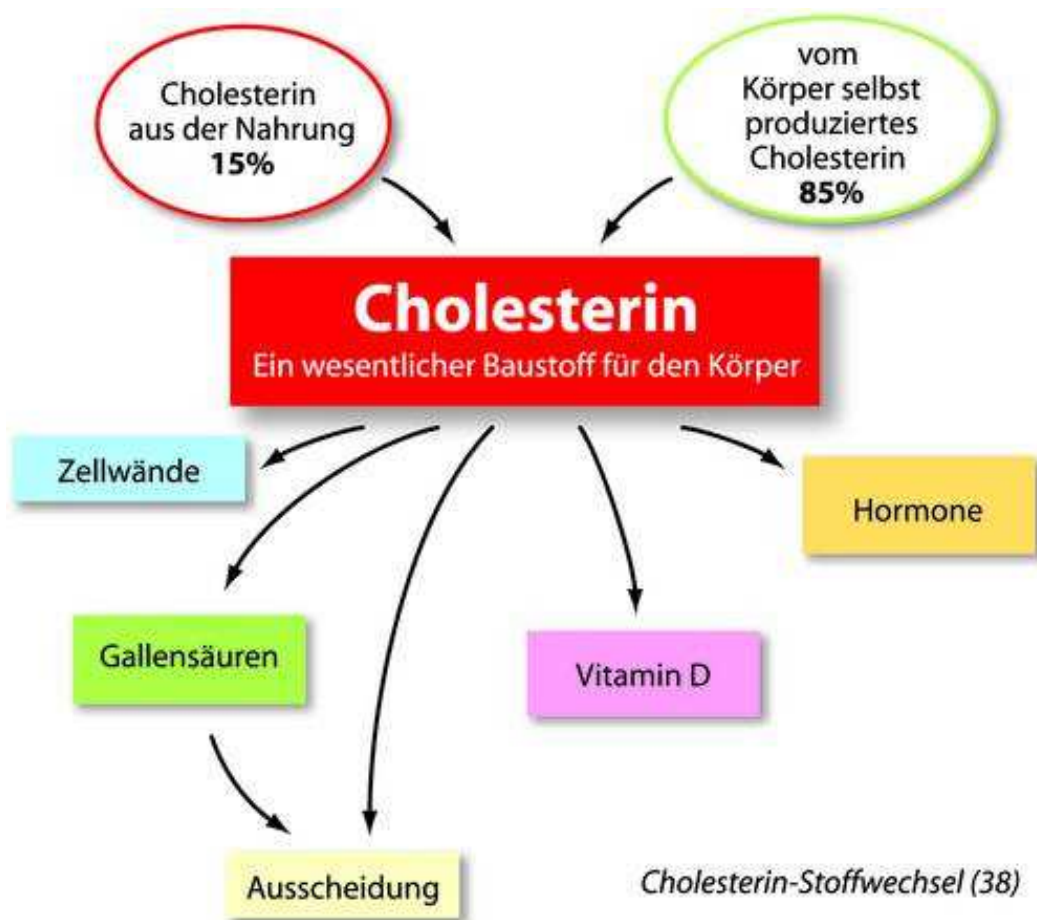 Cholesterin
aus der Nahrung
15%
vom
Körper selbst
produziertes
Cholesterin
85%
Cholesterin
Ein wesentlicher Baustoff für den Körper
Zellwände
Hormone
Gallensäuren
Vitamin D
Ausscheidung
Cholesterin-Stoffwechsel (38)